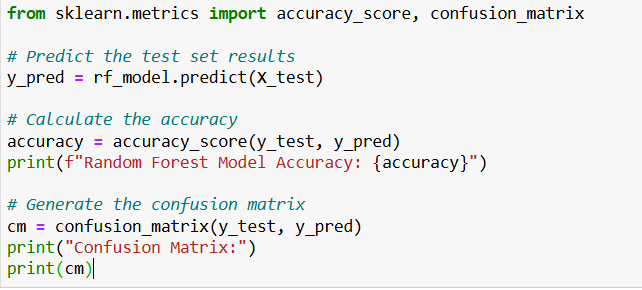 from sklearn.metrics import accuracy_score, confusion_matrix
# Predict the test set results
y_pred = rf_model.predict(X_test)
# Calculate the accuracy
accuracy = accuracy_score(y_test, y_pred)
print(f"Random Forest Model Accuracy: {accuracy}")
# Generate the confusion matrix
cm = confusion_matrix(y_test, y_pred)
print("Confusion Matrix:")
print(cm)